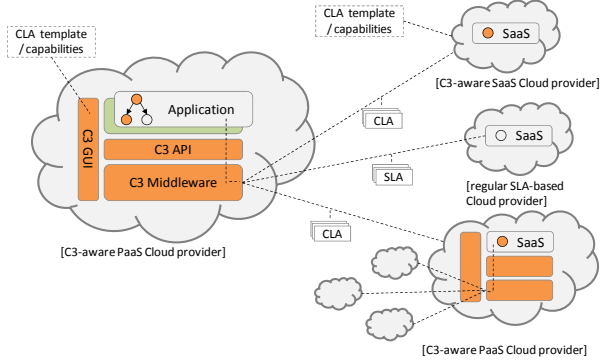 CLA template
/ capabilities
Application
C3 GUI
C3 API
C3 Middleware
[C3-aware PaaS Cloud provider]
CLA template
/ capabilities
SaaS
[C3-aware SaaS Cloud provider]
CLA
SaaS
SLA
[regular SLA-based
Cloud provider]
CLA
SaaS
[C3-aware PaaS Cloud provider]